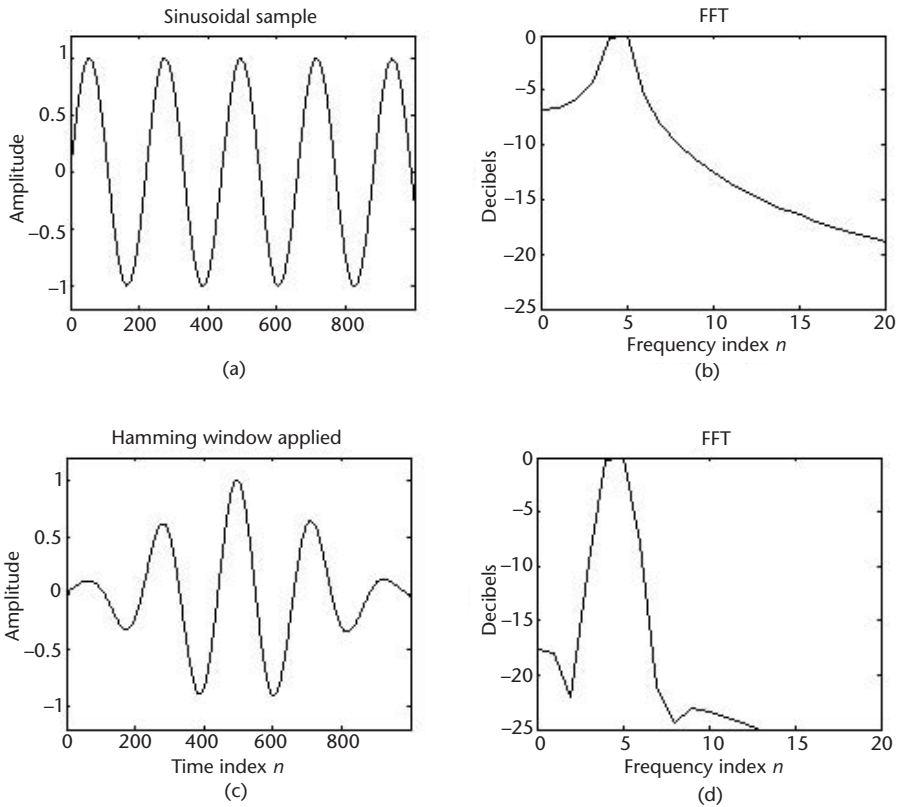 Sinusoidal sample
1
0.5
0
−0.5
−1
Amplitude
0 200 400 600 800
(a)
FFT
0
−5
−10
−15
−20
−25
Decibels
0 5 10 15 20
Frequency index n
(b)
Hamming window applied
1
0.5
0
−0.5
−1
Amplitude
0 200 400 600 800
Time index n
(c)
FFT
0
−5
−10
−15
−20
−25
Decibels
0 5 10 15 20
Frequency index n
(d)